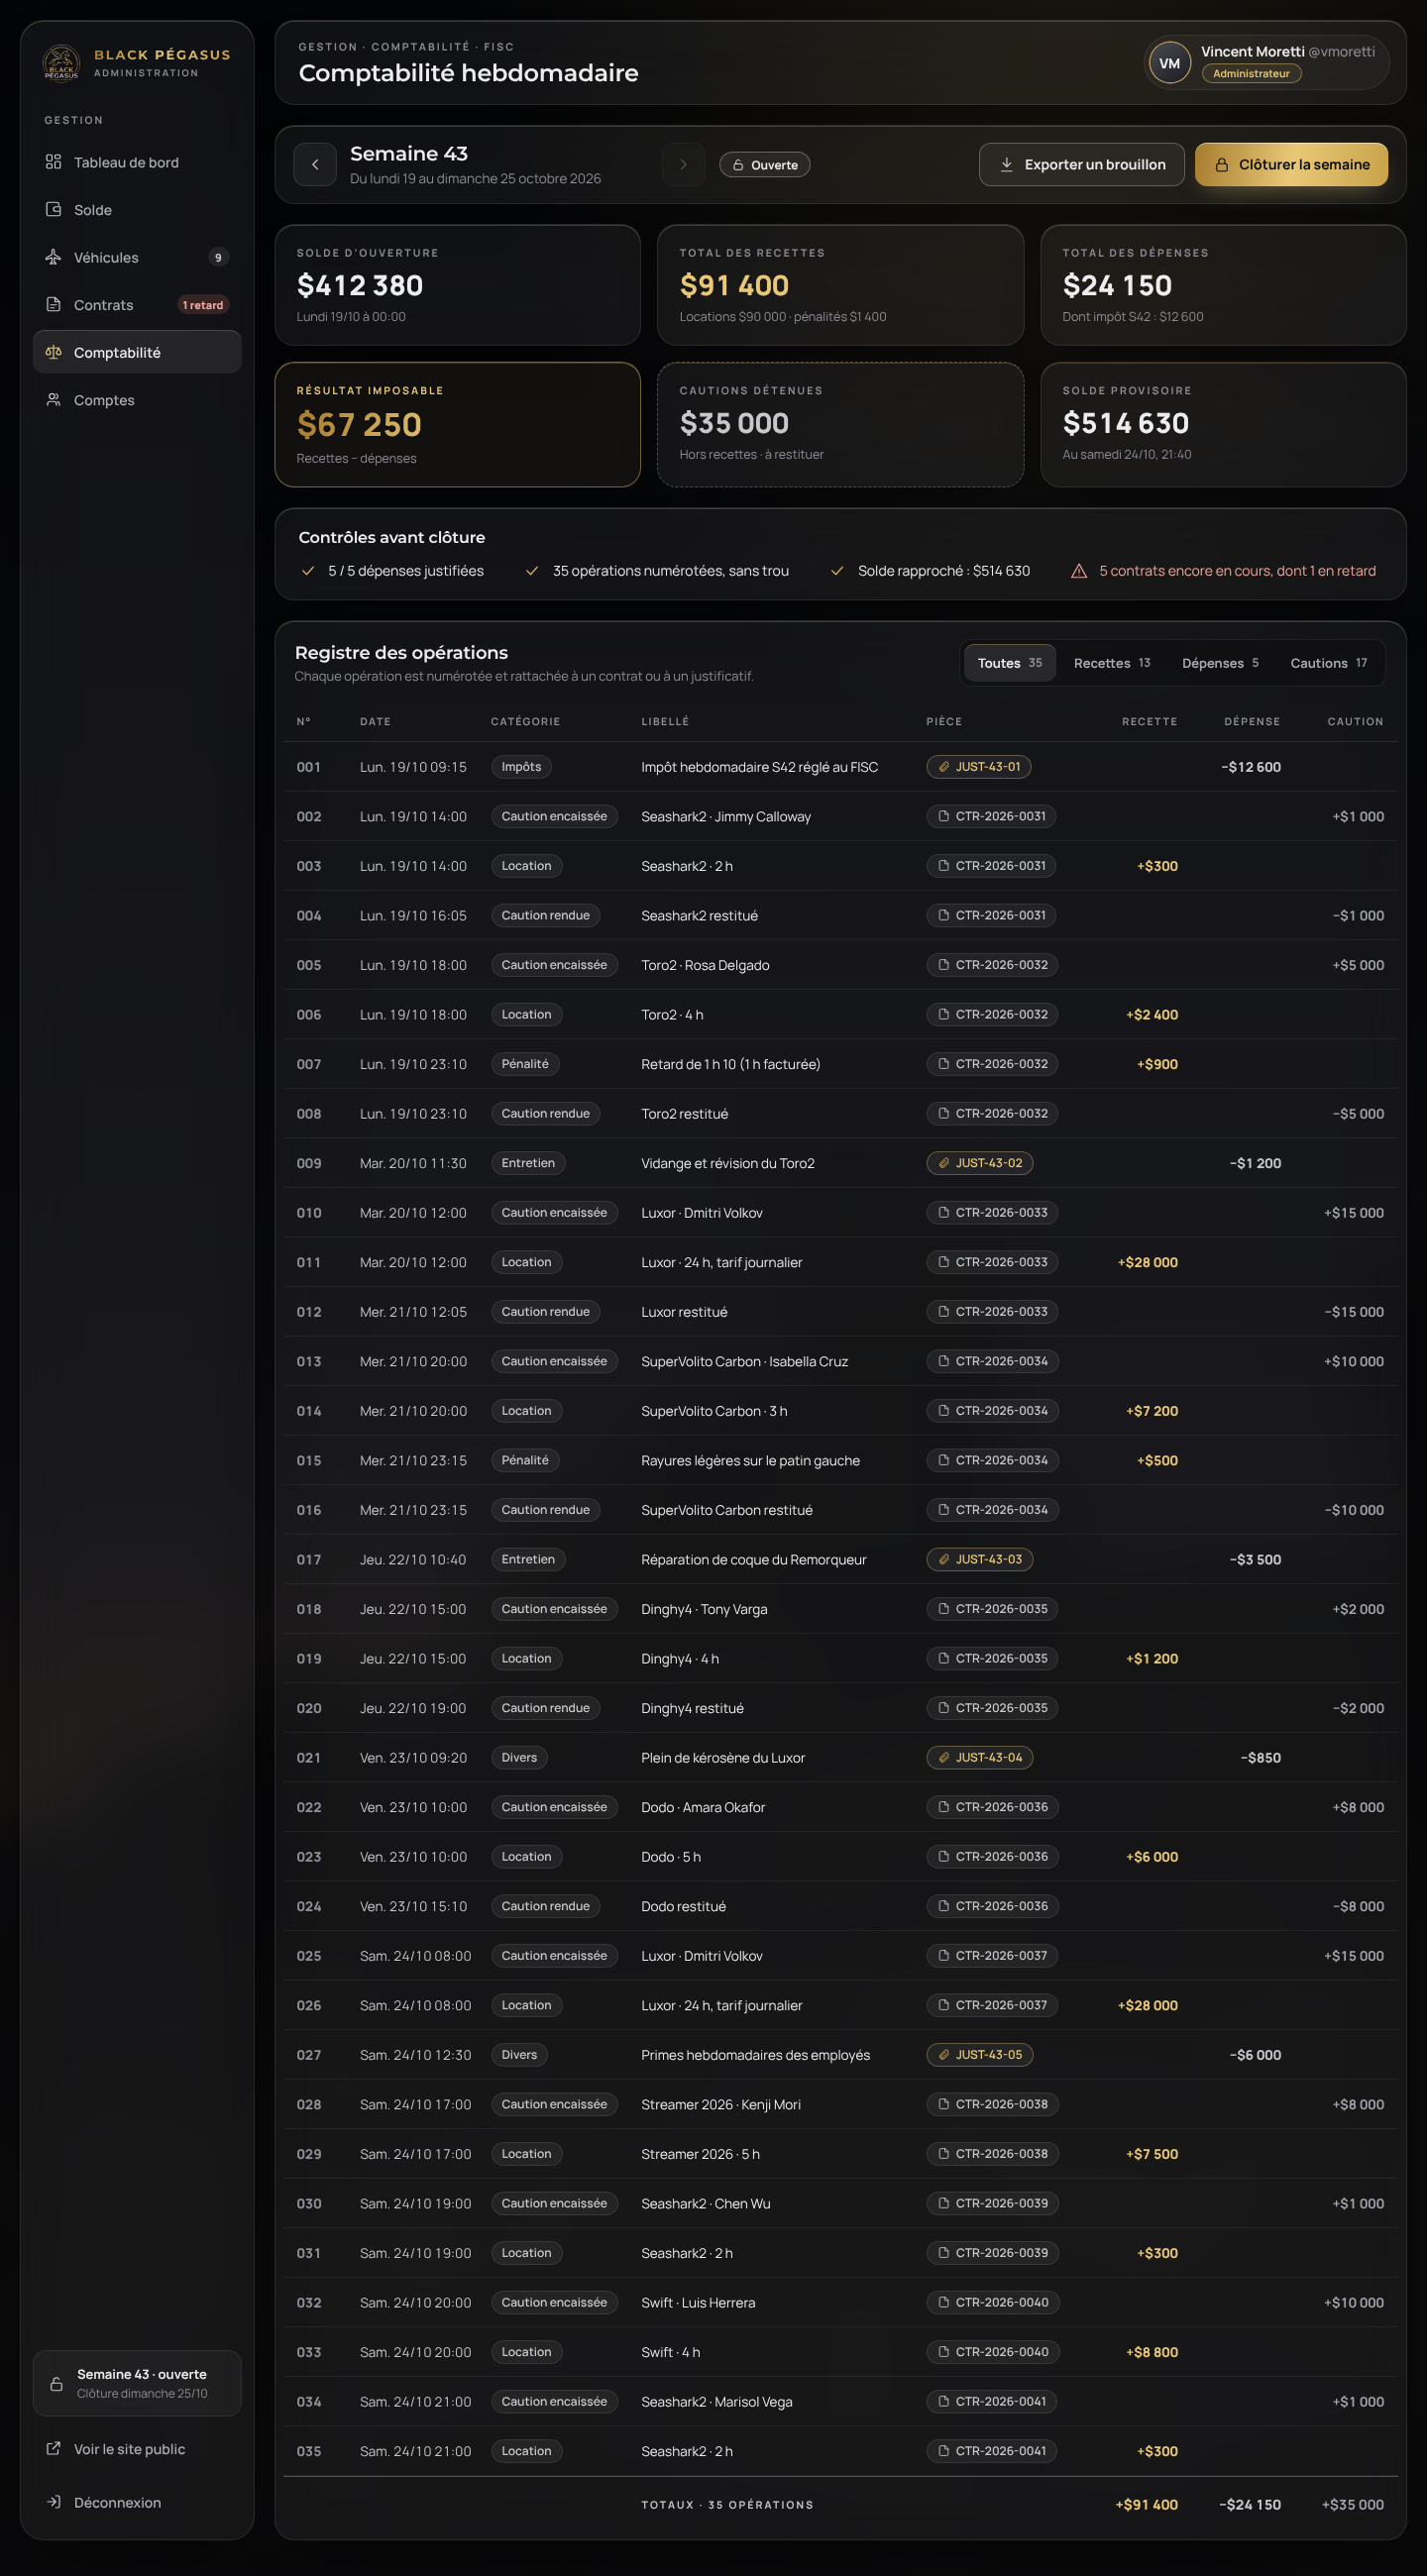 BLACK PÉGASUS
BLACK PÉGASUS
ADMINISTRATION
GESTION
Tableau de bord
Solde
Véhicules 9
Contrats 1 retard
Comptabilité
Comptes
Semaine 43 · ouverte
Clôture dimanche 25/10
Voir le site public
Déconnexion
GESTION · COMPTABILITÉ · FISC
Comptabilité hebdomadaire
VM
Vincent Moretti @vmoretti
Administrateur
Semaine 43
Du lundi 19 au dimanche 25 octobre 2026
Ouverte
Exporter un brouillon
Clôturer la semaine
SOLDE D'OUVERTURE
$412 380
Lundi 19/10 à 00:00
TOTAL DES RECETTES
$91 400
Locations $90 000 · pénalités $1 400
TOTAL DES DÉPENSES
$24 150
Dont impôt S42 : $12 600
RÉSULTAT IMPOSABLE
$67 250
Recettes − dépenses
CAUTIONS DÉTENUES
$35 000
Hors recettes · à restituer
SOLDE PROVISOIRE
$514 630
Au samedi 24/10, 21:40
Contrôles avant clôture
5 / 5 dépenses justifiées
35 opérations numérotées, sans trou
Solde rapproché : $514 630
5 contrats encore en cours, dont 1 en retard
Registre des opérations
Chaque opération est numérotée et rattachée à un contrat ou à un justificatif.
Toutes 35 Recettes 13 Dépenses 5 Cautions 17
N° DATE CATÉGORIE LIBELLÉ PIÈCE RECETTE DÉPENSE CAUTION
001 Lun. 19/10 09:15 Impôts Impôt hebdomadaire S42 réglé au FISC JUST-43-01 −$12 600
002 Lun. 19/10 14:00 Caution encaissée Seashark2 · Jimmy Calloway CTR-2026-0031 +$1 000
003 Lun. 19/10 14:00 Location Seashark2 · 2 h CTR-2026-0031 +$300
004 Lun. 19/10 16:05 Caution rendue Seashark2 restitué CTR-2026-0031 −$1 000
005 Lun. 19/10 18:00 Caution encaissée Toro2 · Rosa Delgado CTR-2026-0032 +$5 000
006 Lun. 19/10 18:00 Location Toro2 · 4 h CTR-2026-0032 +$2 400
007 Lun. 19/10 23:10 Pénalité Retard de 1 h 10 (1 h facturée) CTR-2026-0032 +$900
008 Lun. 19/10 23:10 Caution rendue Toro2 restitué CTR-2026-0032 −$5 000
009 Mar. 20/10 11:30 Entretien Vidange et révision du Toro2 JUST-43-02 −$1 200
010 Mar. 20/10 12:00 Caution encaissée Luxor · Dmitri Volkov CTR-2026-0033 +$15 000
011 Mar. 20/10 12:00 Location Luxor · 24 h, tarif journalier CTR-2026-0033 +$28 000
012 Mer. 21/10 12:05 Caution rendue Luxor restitué CTR-2026-0033 −$15 000
013 Mer. 21/10 20:00 Caution encaissée SuperVolito Carbon · Isabella Cruz CTR-2026-0034 +$10 000
014 Mer. 21/10 20:00 Location SuperVolito Carbon · 3 h CTR-2026-0034 +$7 200
015 Mer. 21/10 23:15 Pénalité Rayures légères sur le patin gauche CTR-2026-0034 +$500
016 Mer. 21/10 23:15 Caution rendue SuperVolito Carbon restitué CTR-2026-0034 −$10 000
017 Jeu. 22/10 10:40 Entretien Réparation de coque du Remorqueur JUST-43-03 −$3 500
018 Jeu. 22/10 15:00 Caution encaissée Dinghy4 · Tony Varga CTR-2026-0035 +$2 000
019 Jeu. 22/10 15:00 Location Dinghy4 · 4 h CTR-2026-0035 +$1 200
020 Jeu. 22/10 19:00 Caution rendue Dinghy4 restitué CTR-2026-0035 −$2 000
021 Ven. 23/10 09:20 Divers Plein de kérosène du Luxor JUST-43-04 −$850
022 Ven. 23/10 10:00 Caution encaissée Dodo · Amara Okafor CTR-2026-0036 +$8 000
023 Ven. 23/10 10:00 Location Dodo · 5 h CTR-2026-0036 +$6 000
024 Ven. 23/10 15:10 Caution rendue Dodo restitué CTR-2026-0036 −$8 000
025 Sam. 24/10 08:00 Caution encaissée Luxor · Dmitri Volkov CTR-2026-0037 +$15 000
026 Sam. 24/10 08:00 Location Luxor · 24 h, tarif journalier CTR-2026-0037 +$28 000
027 Sam. 24/10 12:30 Divers Primes hebdomadaires des employés JUST-43-05 −$6 000
028 Sam. 24/10 17:00 Caution encaissée Streamer 2026 · Kenji Mori CTR-2026-0038 +$8 000
029 Sam. 24/10 17:00 Location Streamer 2026 · 5 h CTR-2026-0038 +$7 500
030 Sam. 24/10 19:00 Caution encaissée Seashark2 · Chen Wu CTR-2026-0039 +$1 000
031 Sam. 24/10 19:00 Location Seashark2 · 2 h CTR-2026-0039 +$300
032 Sam. 24/10 20:00 Caution encaissée Swift · Luis Herrera CTR-2026-0040 +$10 000
033 Sam. 24/10 20:00 Location Swift · 4 h CTR-2026-0040 +$8 800
034 Sam. 24/10 21:00 Caution encaissée Seashark2 · Marisol Vega CTR-2026-0041 +$1 000
035 Sam. 24/10 21:00 Location Seashark2 · 2 h CTR-2026-0041 +$300
TOTAUX · 35 OPÉRATIONS +$91 400 −$24 150 +$35 000